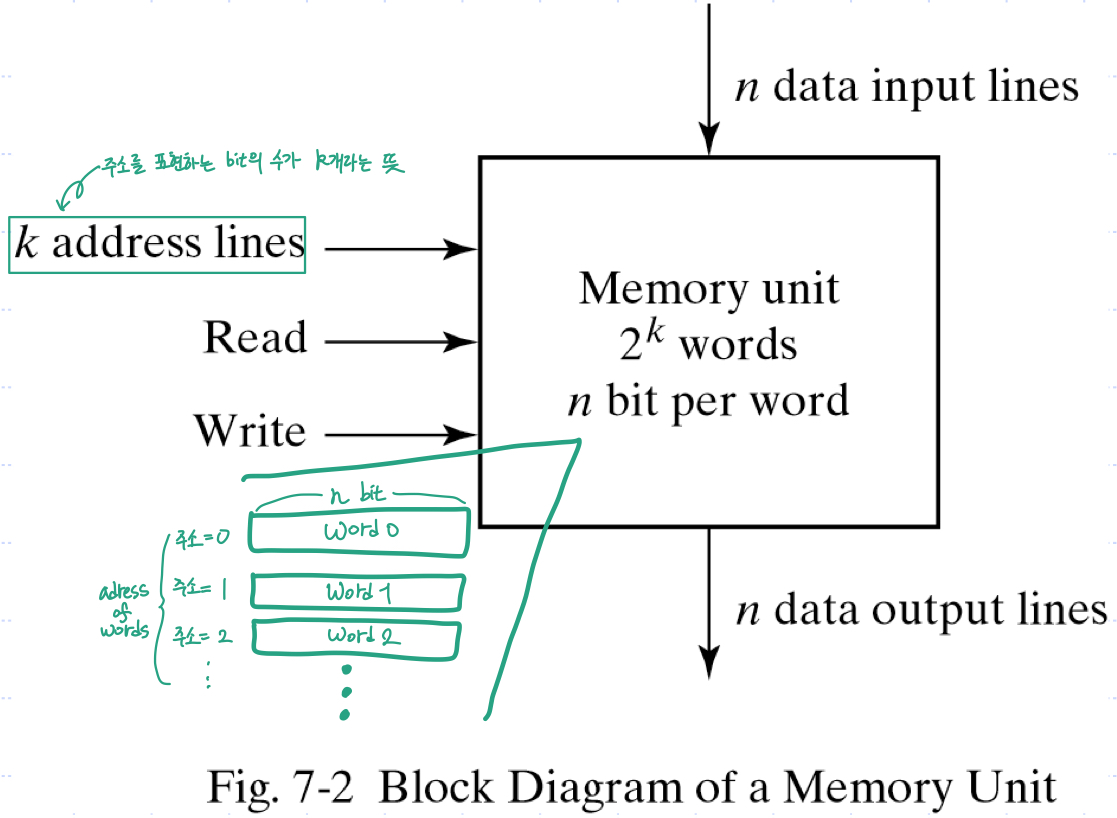 n data input lines
주소를 표현하는 bit의 수가 k개라는 뜻
k address lines
Read
Write
Memory unit
2^k words
n bit per word
n bit
주소=0 Word 0
주소=1 Word 1
주소=2 Word 2
adress
of
words
n data output lines
Fig. 7-2 Block Diagram of a Memory Unit